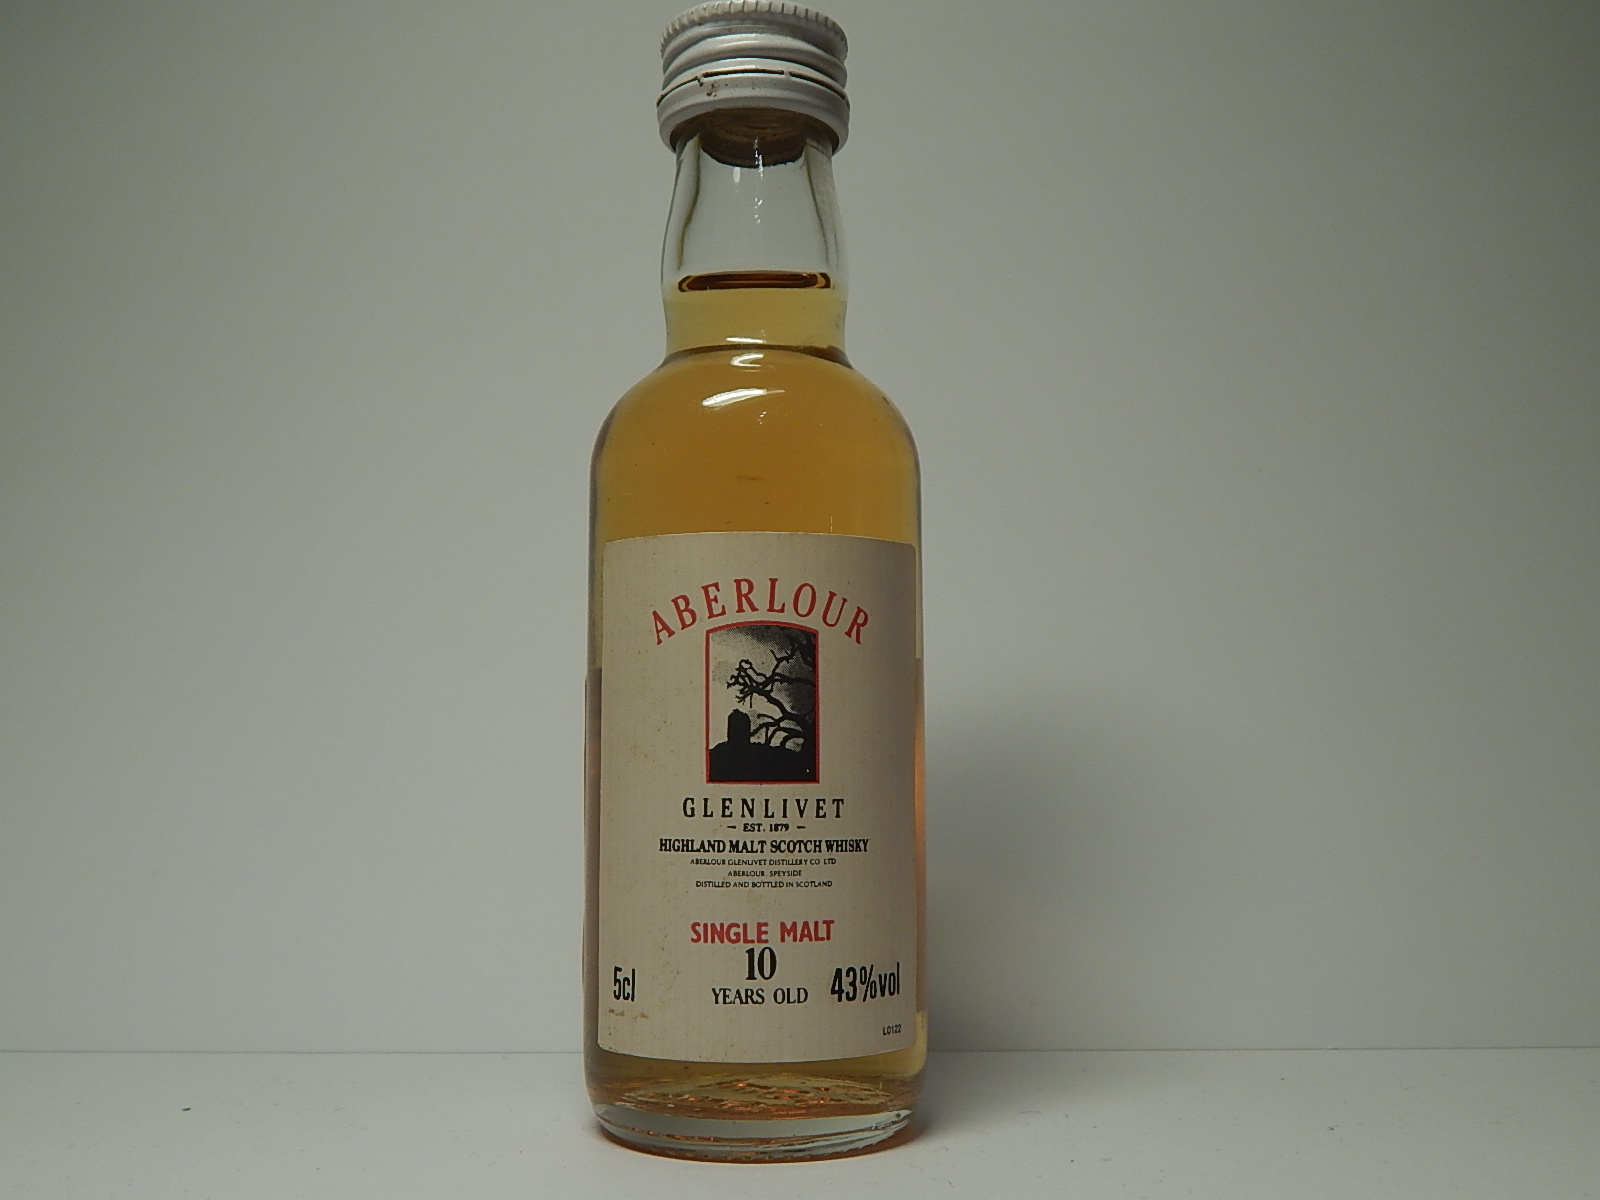 ABERLOUR
GLENLIVET
- EST. 1879 -
HIGHLAND MALT SCOTCH WHISKY
ABERLOUR GLENLIVET DISTILLERY CO LTD
ABERLOUR SPEYSIDE
DISTILLED AND BOTTLED IN SCOTLAND
SINGLE MALT
10
YEARS OLD
5cl
43%vol
L0122